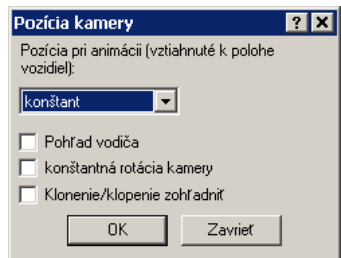 Pozícia kamery
Pozícia pri animácii (vztiahnuté k polohe
vozidiel):
konštant
Pohľad vodiča
konštantná rotácia kamery
Klonenie/klopenie zohľadniť
OK Zavrieť